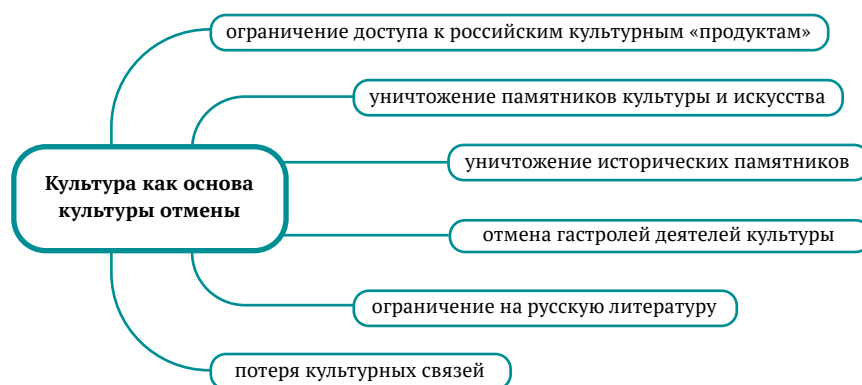 ограничение доступа к российским культурным «продуктам»
уничтожение памятников культуры и искусства
уничтожение исторических памятников
Культура как основа
культуры отмены
отмена гастролей деятелей культуры
ограничение на русскую литературу
потеря культурных связей